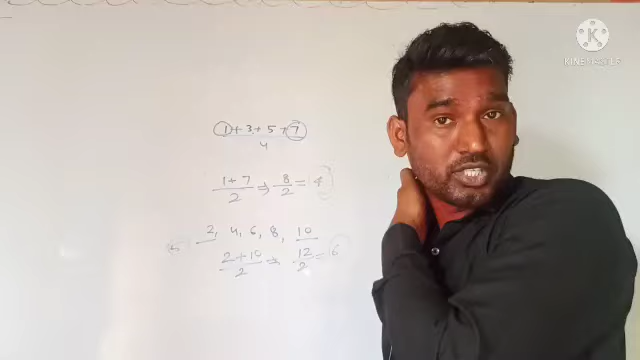 KINEMASTER
1 + 3 + 5 + 7
4
1 + 7 / 2 ⇒ 8 / 2 = 4
2, 4, 6, 8, 10
2 + 10 / 2 ⇒ 12 / 2 = 6